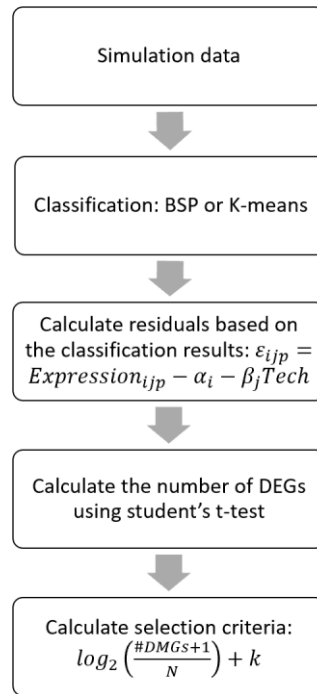 Simulation data
Classification: BSP or K-means
Calculate residuals based on
the classification results: εᵢⱼₚ =
Expressionᵢⱼₚ − αᵢ − βⱼTech
Calculate the number of DEGs
using student's t-test
Calculate selection criteria:
log₂ (#DMGs+1 / N) + k